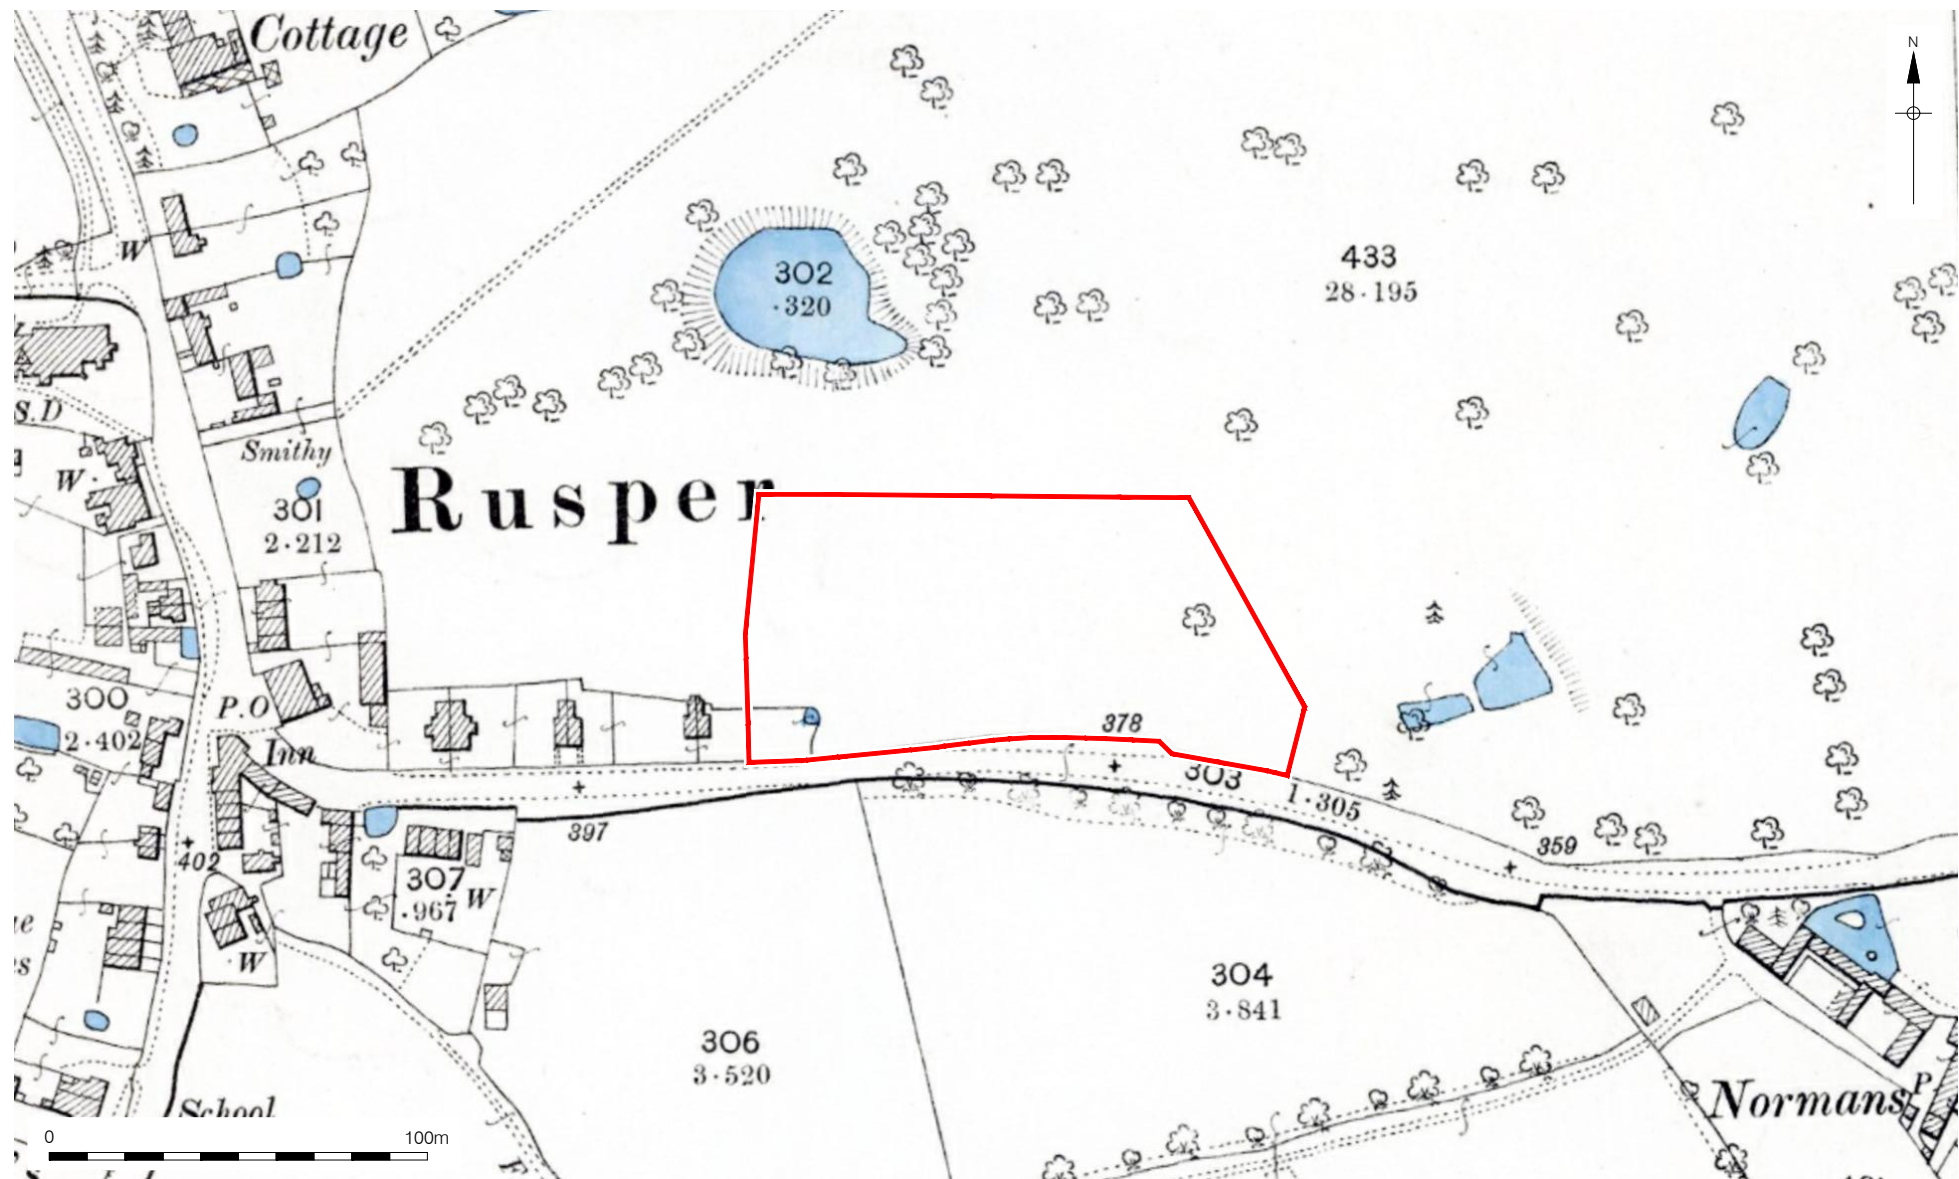 Cottage
N
W
302
.320
433
28.195
S.D
Smithy
W
Rusper
301
2.212
300
2.402
P.O
Inn
378
303
1.305
397
359
402
307
.967
W
W
304
3.841
306
3.520
Normans
P
School
0 100m
F